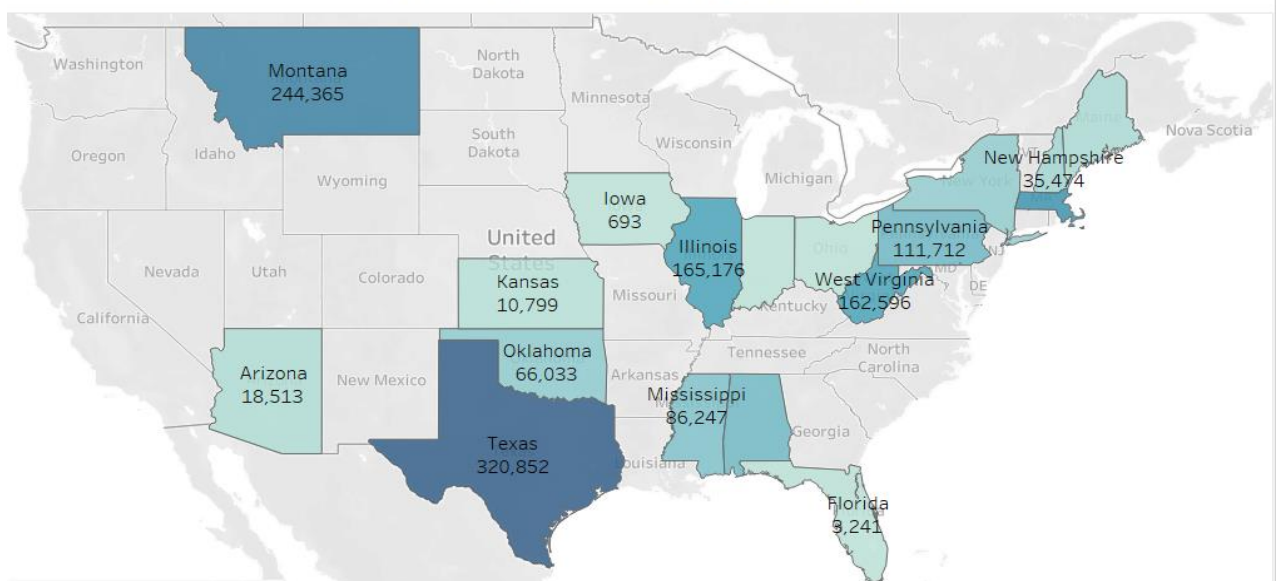 Washington
Montana
244,365
North
Dakota
Minnesota
Oregon
Idaho
South
Dakota
Wisconsin
Michigan
Wyoming
Iowa
693
Maine
Nova Scotia
VT
New Hampshire
35,474
New York
MA
Nevada
Utah
Colorado
United
States
Kansas
10,799
Missouri
Illinois
165,176
Ohio
Pennsylvania
111,712
NJ
MD
DE
West Virginia
162,596
Kentucky
California
Arizona
18,513
New Mexico
Oklahoma
66,033
Arkansas
Tennessee
North
Carolina
Mississippi
86,247
Georgia
Texas
320,852
Louisiana
Florida
3,241